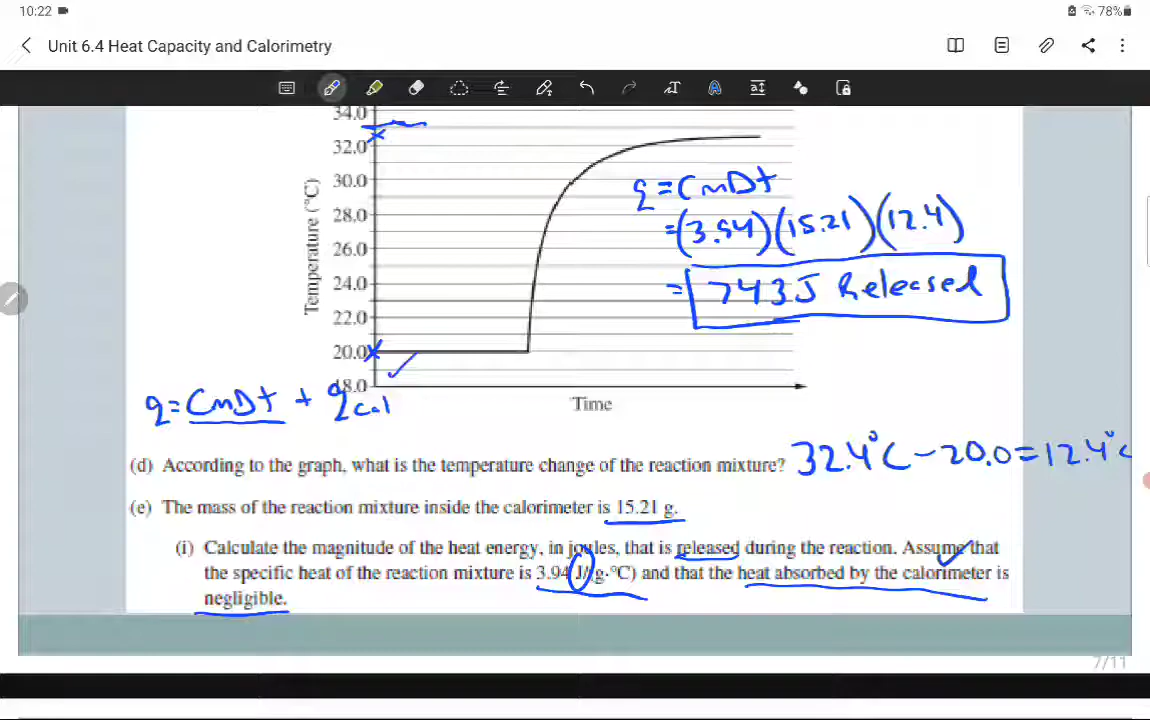 10:22
78%
Unit 6.4 Heat Capacity and Calorimetry
34.0
32.0
30.0
28.0
26.0
24.0
22.0
20.0
18.0
Temperature (°C)
Time
q = CmDt
=(3.94)(15.21)(12.4)
= 743J Released
q = CmDt + qcal
(d) According to the graph, what is the temperature change of the reaction mixture? 32.4°C - 20.0 = 12.4°C
(e) The mass of the reaction mixture inside the calorimeter is 15.21 g.
(i) Calculate the magnitude of the heat energy, in joules, that is released during the reaction. Assume that
the specific heat of the reaction mixture is 3.94 J/(g·°C) and that the heat absorbed by the calorimeter is
negligible.
7/11